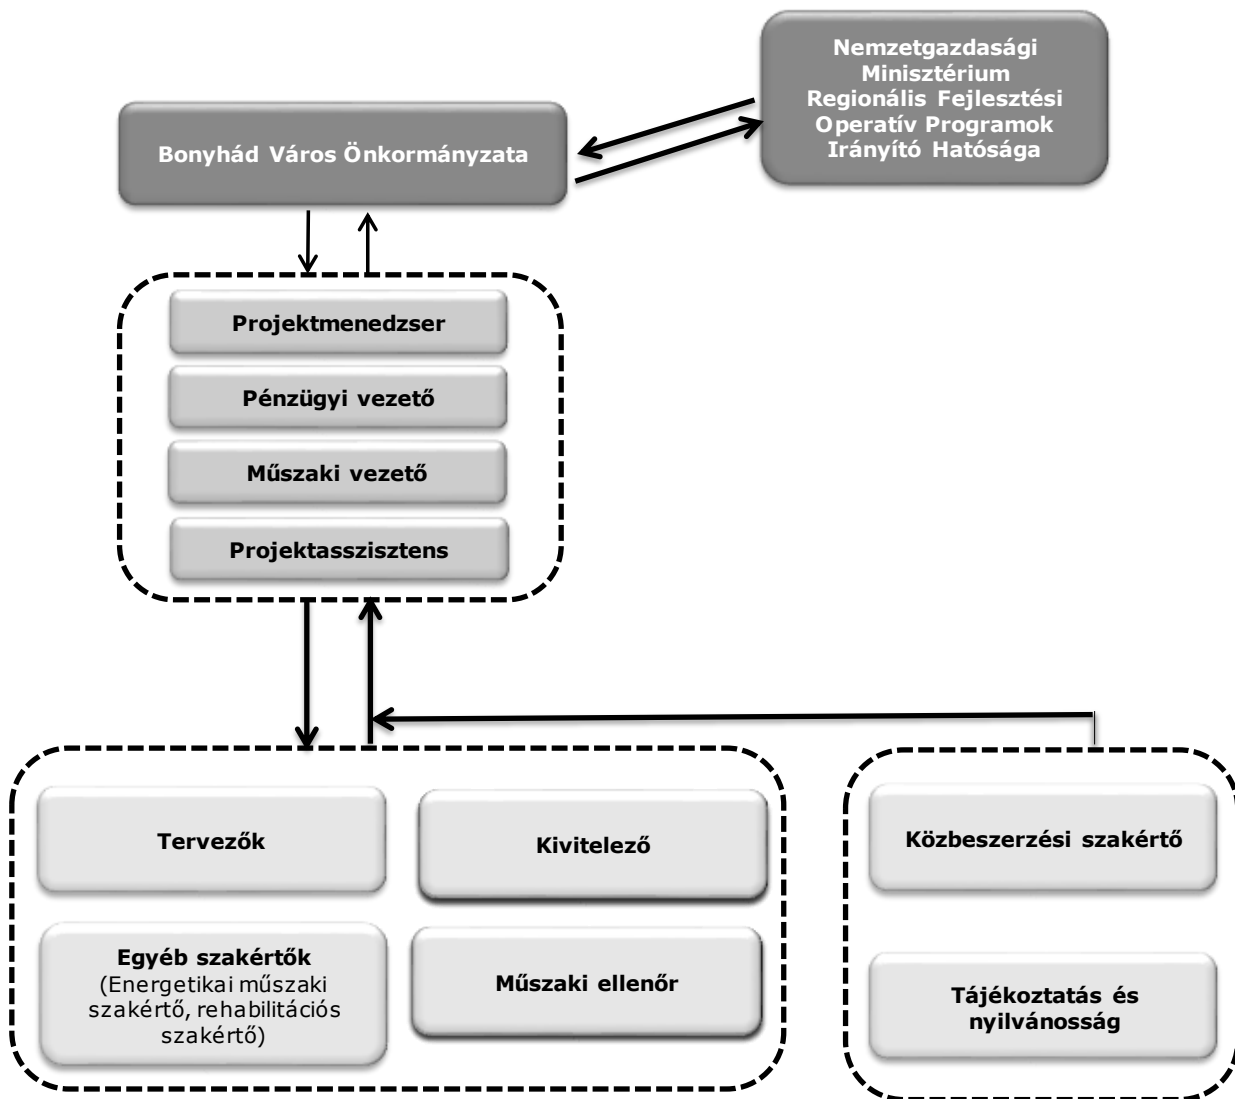 Nemzetgazdasági
Minisztérium
Regionális Fejlesztési
Operatív Programok
Irányító Hatósága
Bonyhád Város Önkormányzata
Projektmenedzser
Pénzügyi vezető
Műszaki vezető
Projektasszisztens
Tervezők
Kivitelező
Egyéb szakértők
(Energetikai műszaki
szakértő, rehabilitációs
szakértő)
Műszaki ellenőr
Közbeszerzési szakértő
Tájékoztatás és
nyilvánosság